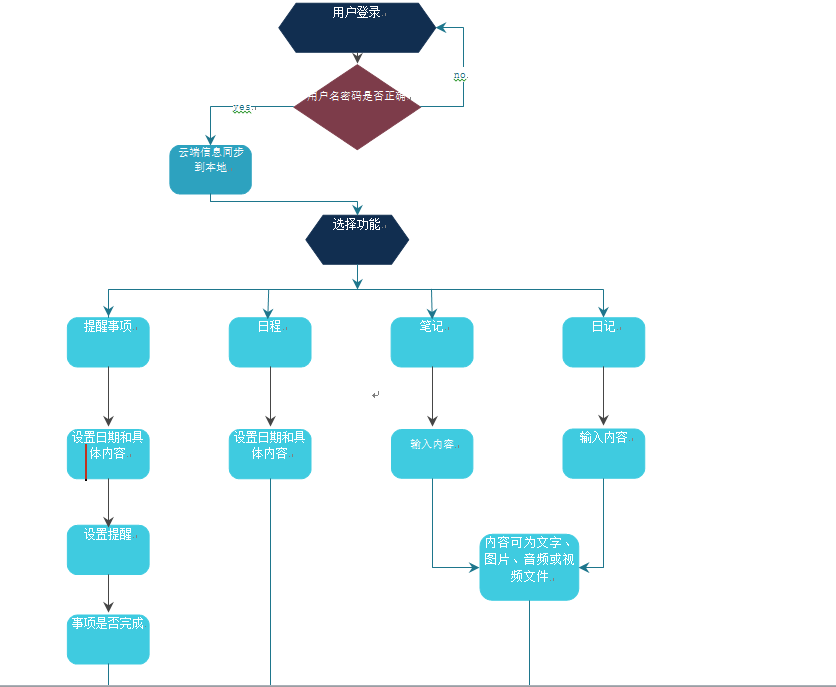 用户登录
no
用户名密码是否正确
yes
云端信息同步
到本地
选择功能
提醒事项
日程
笔记
日记
设置日期和具
体内容
设置日期和具
体内容
输入内容
输入内容
设置提醒
内容可为文字、
图片、音频或视
频文件
事项是否完成